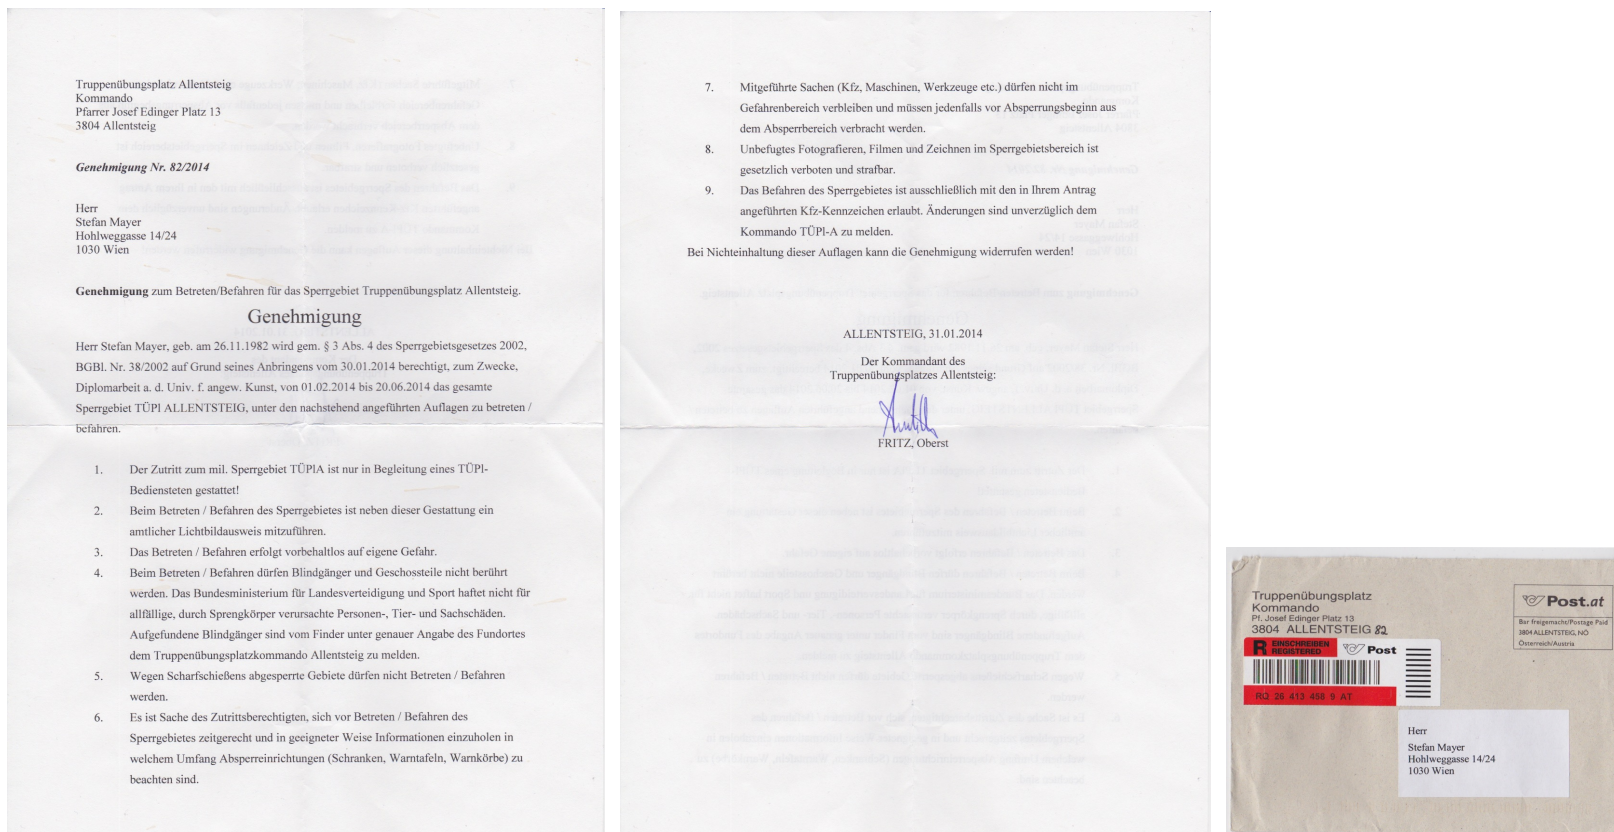 Truppenübungsplatz Allentsteig
Kommando
Pfarrer Josef Edinger Platz 13
3804 Allentsteig
Genehmigung Nr. 82/2014
Herr
Stefan Mayer
Hohlweggasse 14/24
1030 Wien
Genehmigung zum Betreten/Befahren für das Sperrgebiet Truppenübungsplatz Allentsteig.
Genehmigung
Herr Stefan Mayer, geb. am 26.11.1982 wird gem. § 3 Abs. 4 des Sperrgebietsgesetzes 2002,
BGBl. Nr. 38/2002 auf Grund seines Anbringens vom 30.01.2014 berechtigt, zum Zwecke,
Diplomarbeit a. d. Univ. f. angew. Kunst, von 01.02.2014 bis 20.06.2014 das gesamte
Sperrgebiet TÜPl ALLENTSTEIG, unter den nachstehend angeführten Auflagen zu betreten /
befahren.
1. Der Zutritt zum mil. Sperrgebiet TÜPlA ist nur in Begleitung eines TÜPl-
Bediensteten gestattet!
2. Beim Betreten / Befahren des Sperrgebietes ist neben dieser Gestattung ein
amtlicher Lichtbildausweis mitzuführen.
3. Das Betreten / Befahren erfolgt vorbehaltlos auf eigene Gefahr.
4. Beim Betreten / Befahren dürfen Blindgänger und Geschossteile nicht berührt
werden. Das Bundesministerium für Landesverteidigung und Sport haftet nicht für
allfällige, durch Sprengkörper verursachte Personen-, Tier- und Sachschäden.
Aufgefundene Blindgänger sind vom Finder unter genauer Angabe des Fundortes
dem Truppenübungsplatzkommando Allentsteig zu melden.
5. Wegen Scharfschießens abgesperrte Gebiete dürfen nicht Betreten / Befahren
werden.
6. Es ist Sache des Zutrittsberechtigten, sich vor Betreten / Befahren des
Sperrgebietes zeitgerecht und in geeigneter Weise Informationen einzuholen in
welchem Umfang Absperreinrichtungen (Schranken, Warntafeln, Warnkörbe) zu
beachten sind.
7. Mitgeführte Sachen (Kfz, Maschinen, Werkzeuge etc.) dürfen nicht im
Gefahrenbereich verbleiben und müssen jedenfalls vor Absperrungsbeginn aus
dem Absperrbereich verbracht werden.
8. Unbefugtes Fotografieren, Filmen und Zeichnen im Sperrgebietsbereich ist
gesetzlich verboten und strafbar.
9. Das Befahren des Sperrgebietes ist ausschließlich mit den in Ihrem Antrag
angeführten Kfz-Kennzeichen erlaubt. Änderungen sind unverzüglich dem
Kommando TÜPl-A zu melden.
Bei Nichteinhaltung dieser Auflagen kann die Genehmigung widerrufen werden!
ALLENTSTEIG, 31.01.2014
Der Kommandant des
Truppenübungsplatzes Allentsteig:
FRITZ, Oberst
Truppenübungsplatz
Kommando
Pf. Josef Edinger Platz 13
3804 ALLENTSTEIG 82
R EINSCHREIBEN
REGISTERED
Post
RO 26 413 458 9 AT
Post.at
Bar freigemacht/Postage Paid
3804 ALLENTSTEIG, NÖ
Österreich/Austria
Herr
Stefan Mayer
Hohlweggasse 14/24
1030 Wien